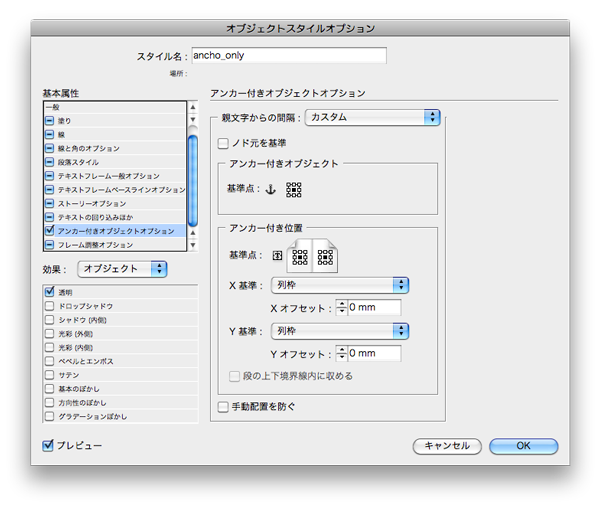 オブジェクトスタイルオプション
スタイル名 : ancho_only
場所 :
基本属性
一般
塗り
線
線と角のオプション
段落スタイル
テキストフレーム一般オプション
テキストフレームベースラインオプション
ストーリーオプション
テキストの回り込みほか
アンカー付きオブジェクトオプション
フレーム調整オプション
効果 : オブジェクト
透明
ドロップシャドウ
シャドウ (内側)
光彩 (外側)
光彩 (内側)
ベベルとエンボス
サテン
基本のぼかし
方向性のぼかし
グラデーションぼかし
プレビュー
アンカー付きオブジェクトオプション
親文字からの間隔 : カスタム
ノド元を基準
アンカー付きオブジェクト
基準点 :
アンカー付き位置
基準点 :
X 基準 : 列枠
X オフセット : 0 mm
Y 基準 : 列枠
Y オフセット : 0 mm
段の上下境界線内に収める
手動配置を防ぐ
キャンセル
OK